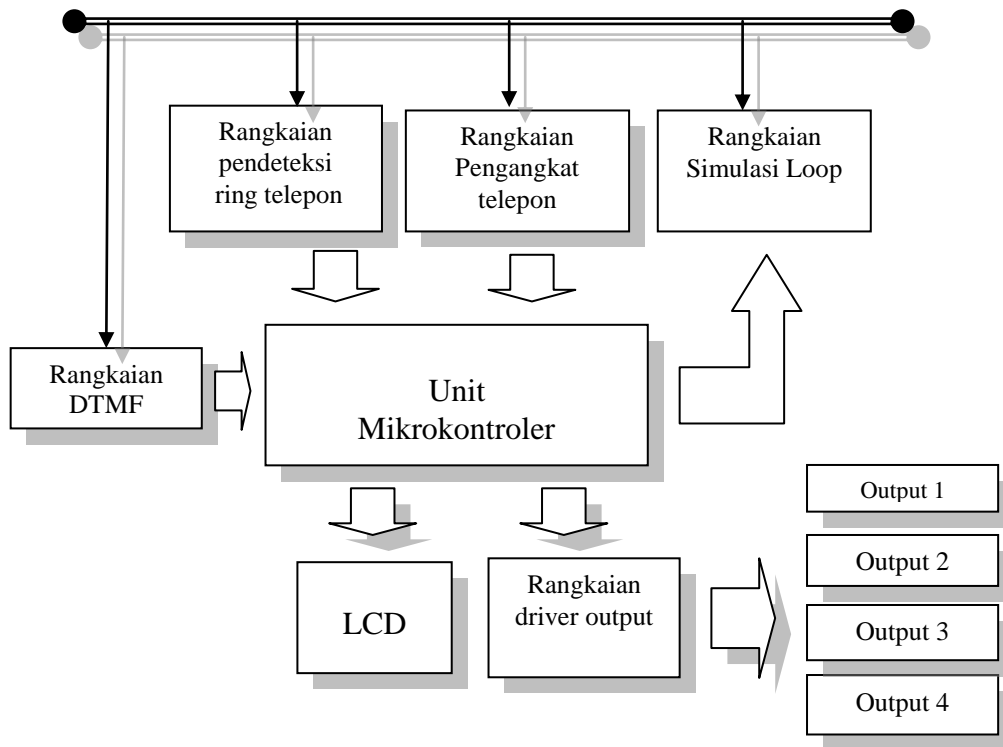 Rangkaian
pendeteksi
ring telepon
Rangkaian
Pengangkat
telepon
Rangkaian
Simulasi Loop
Rangkaian
DTMF
Unit
Mikrokontroler
LCD
Rangkaian
driver output
Output 1
Output 2
Output 3
Output 4